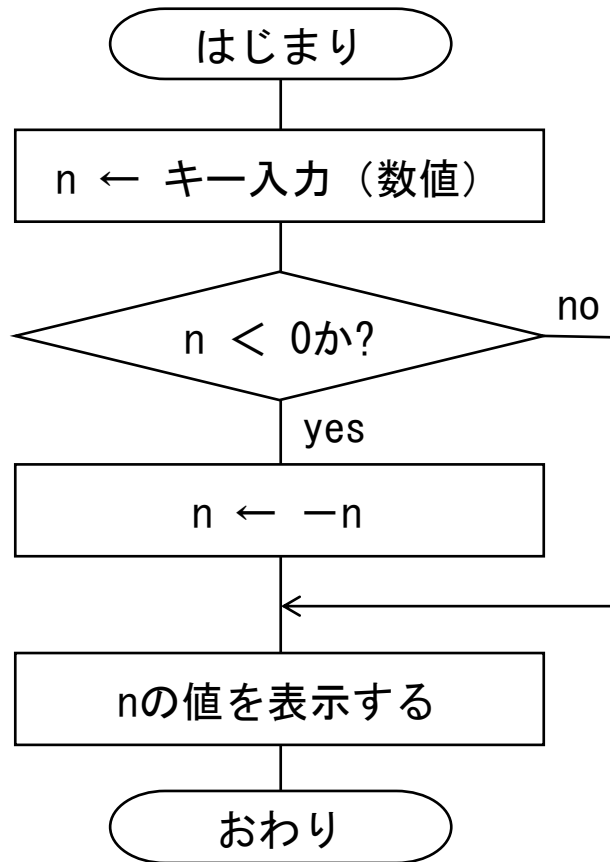 はじまり
n ← キー入力（数値）
n ＜ 0か?
no
yes
n ← －n
nの値を表示する
おわり